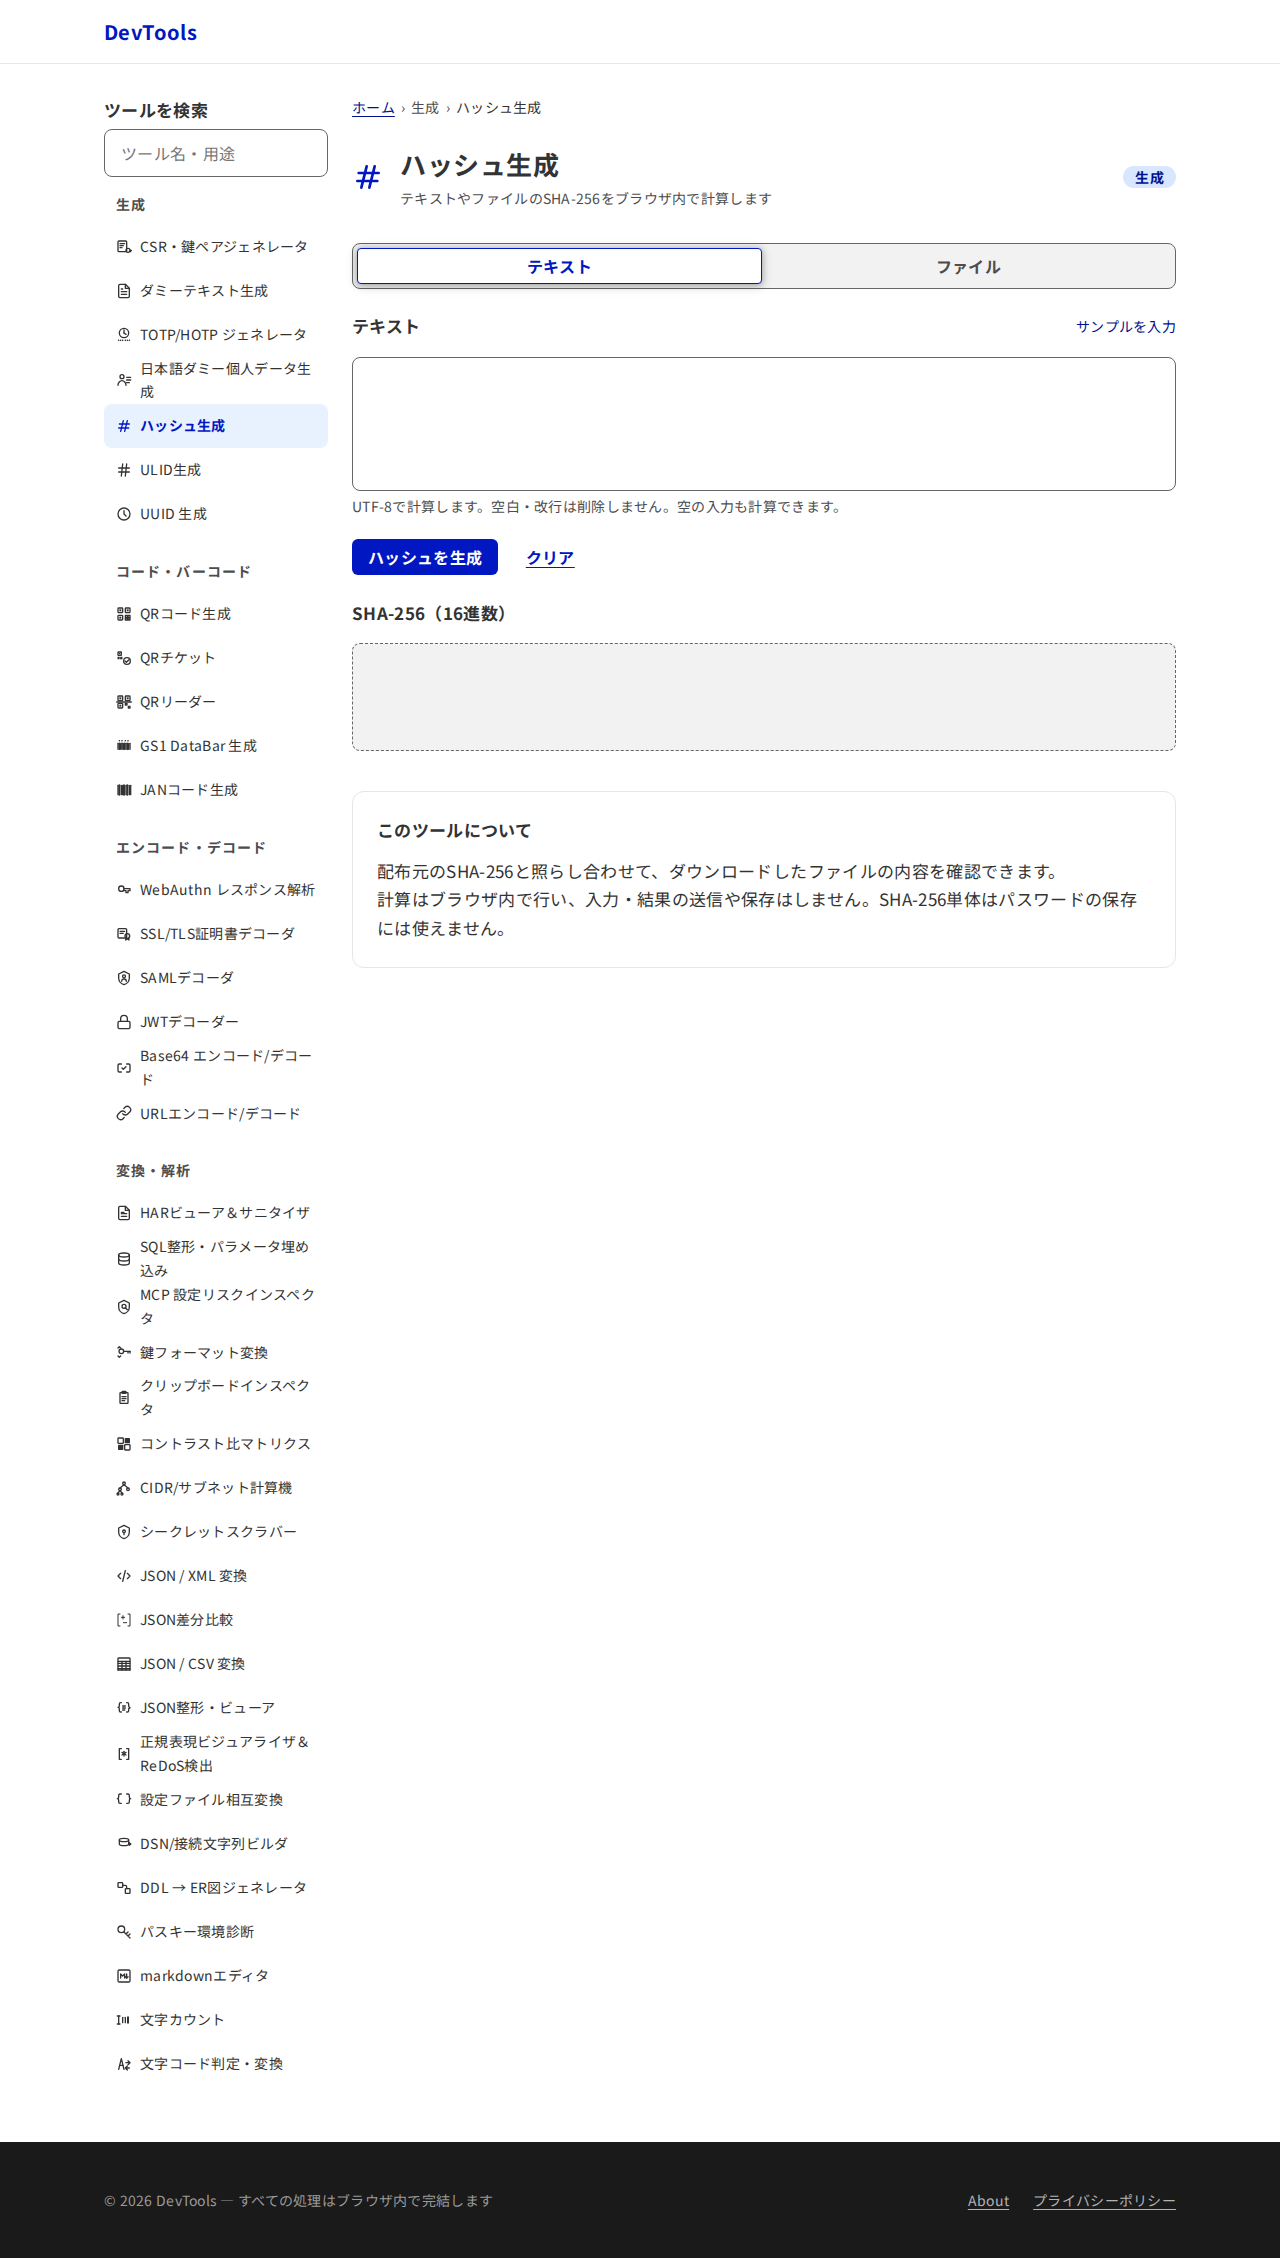 DevTools
ツールを検索
ツール名・用途
生成
CSR・鍵ペアジェネレータ
ダミーテキスト生成
TOTP/HOTP ジェネレータ
日本語ダミー個人データ生
成
ハッシュ生成
ULID生成
UUID 生成
コード・バーコード
QRコード生成
QRチケット
QRリーダー
GS1 DataBar 生成
JANコード生成
エンコード・デコード
WebAuthn レスポンス解析
SSL/TLS証明書デコーダ
SAMLデコーダ
JWTデコーダー
Base64 エンコード/デコー
ド
URLエンコード/デコード
変換・解析
HARビューア＆サニタイザ
SQL整形・パラメータ埋め
込み
MCP 設定リスクインスペク
タ
鍵フォーマット変換
クリップボードインスペク
タ
コントラスト比マトリクス
CIDR/サブネット計算機
シークレットスクラバー
JSON / XML 変換
JSON差分比較
JSON / CSV 変換
JSON整形・ビューア
正規表現ビジュアライザ＆
ReDoS検出
設定ファイル相互変換
DSN/接続文字列ビルダ
DDL → ER図ジェネレータ
パスキー環境診断
markdownエディタ
文字カウント
文字コード判定・変換
ホーム › 生成 › ハッシュ生成
ハッシュ生成
テキストやファイルのSHA-256をブラウザ内で計算します
生成
テキスト
ファイル
テキスト
サンプルを入力
UTF-8で計算します。空白・改行は削除しません。空の入力も計算できます。
ハッシュを生成
クリア
SHA-256（16進数）
このツールについて
配布元のSHA-256と照らし合わせて、ダウンロードしたファイルの内容を確認できます。
計算はブラウザ内で行い、入力・結果の送信や保存はしません。SHA-256単体はパスワードの保存
には使えません。
© 2026 DevTools — すべての処理はブラウザ内で完結します
About
プライバシーポリシー